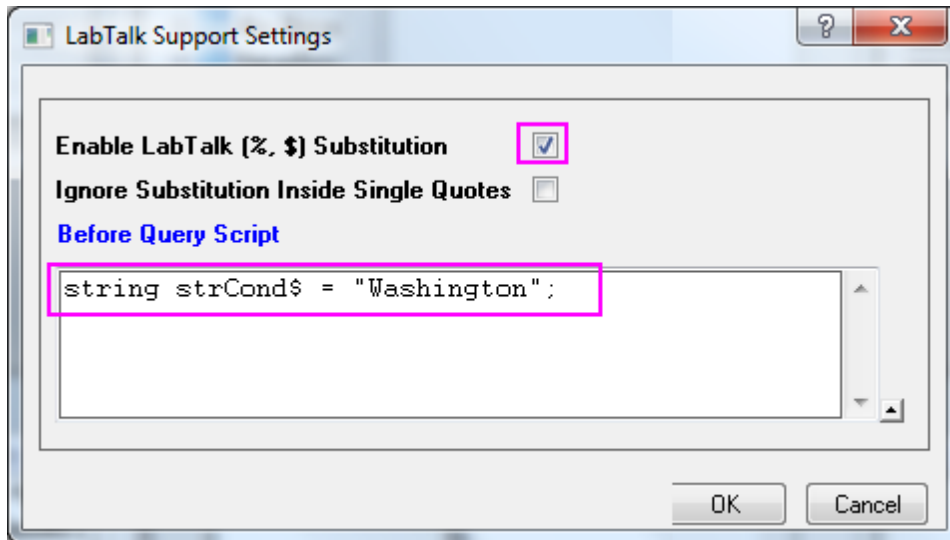 LabTalk Support Settings
Enable LabTalk (%, $) Substitution
Ignore Substitution Inside Single Quotes
Before Query Script
string strCond$ = "Washington";
OK Cancel